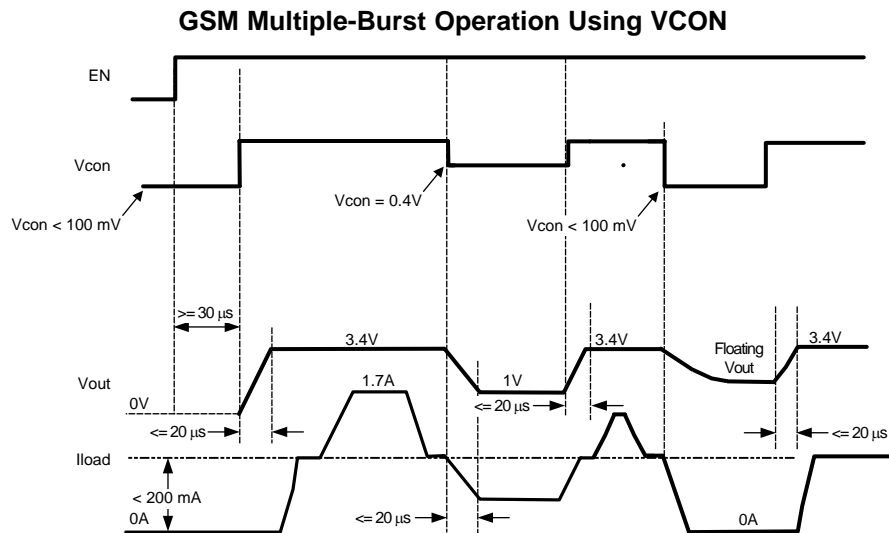 GSM Multiple-Burst Operation Using VCON
EN
Vcon
Vcon < 100 mV
Vcon = 0.4V
Vcon < 100 mV
>= 30 µs
3.4V
3.4V
Floating
Vout
3.4V
Vout
1.7A
1V
0V
<= 20 µs
<= 20 µs
<= 20 µs
Iload
< 200 mA
<= 20 µs
0A
0A